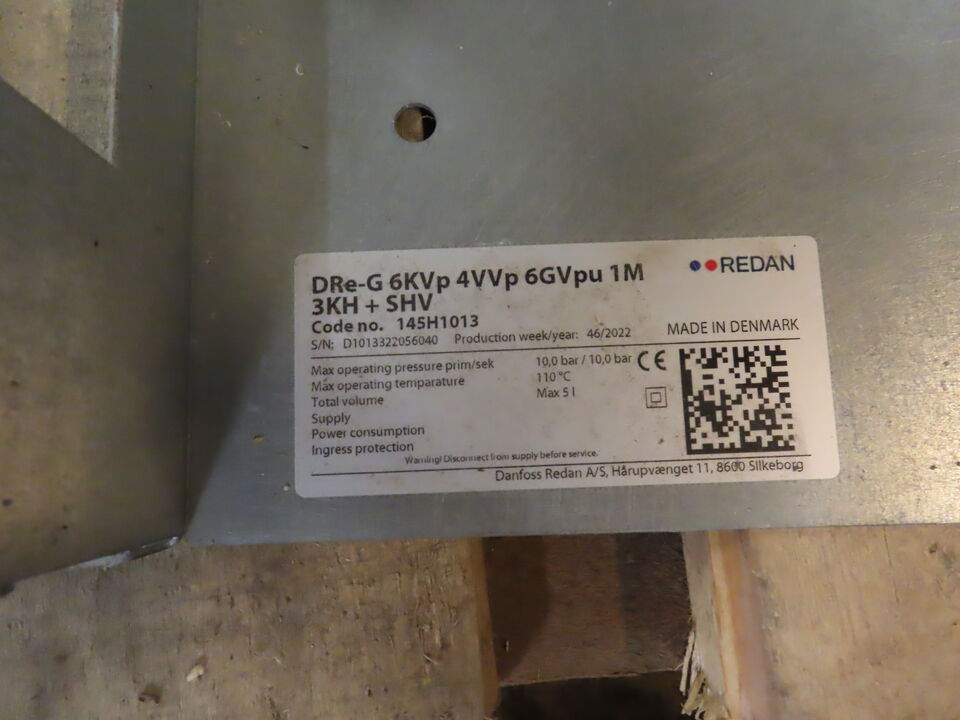 DRe-G 6KVp 4VVp 6GVpu 1M
3KH + SHV
REDAN
Code no. 145H1013
S/N: D1013322056040 Production week/year: 46/2022
MADE IN DENMARK
Max operating pressure prim/sek 10,0 bar / 10,0 bar CE
Max operating temparature 110 °C
Total volume Max 5 l
Supply
Power consumption
Ingress protection
Warning! Disconnect from supply before service.
Danfoss Redan A/S, Hårupvænget 11, 8600 Silkeborg